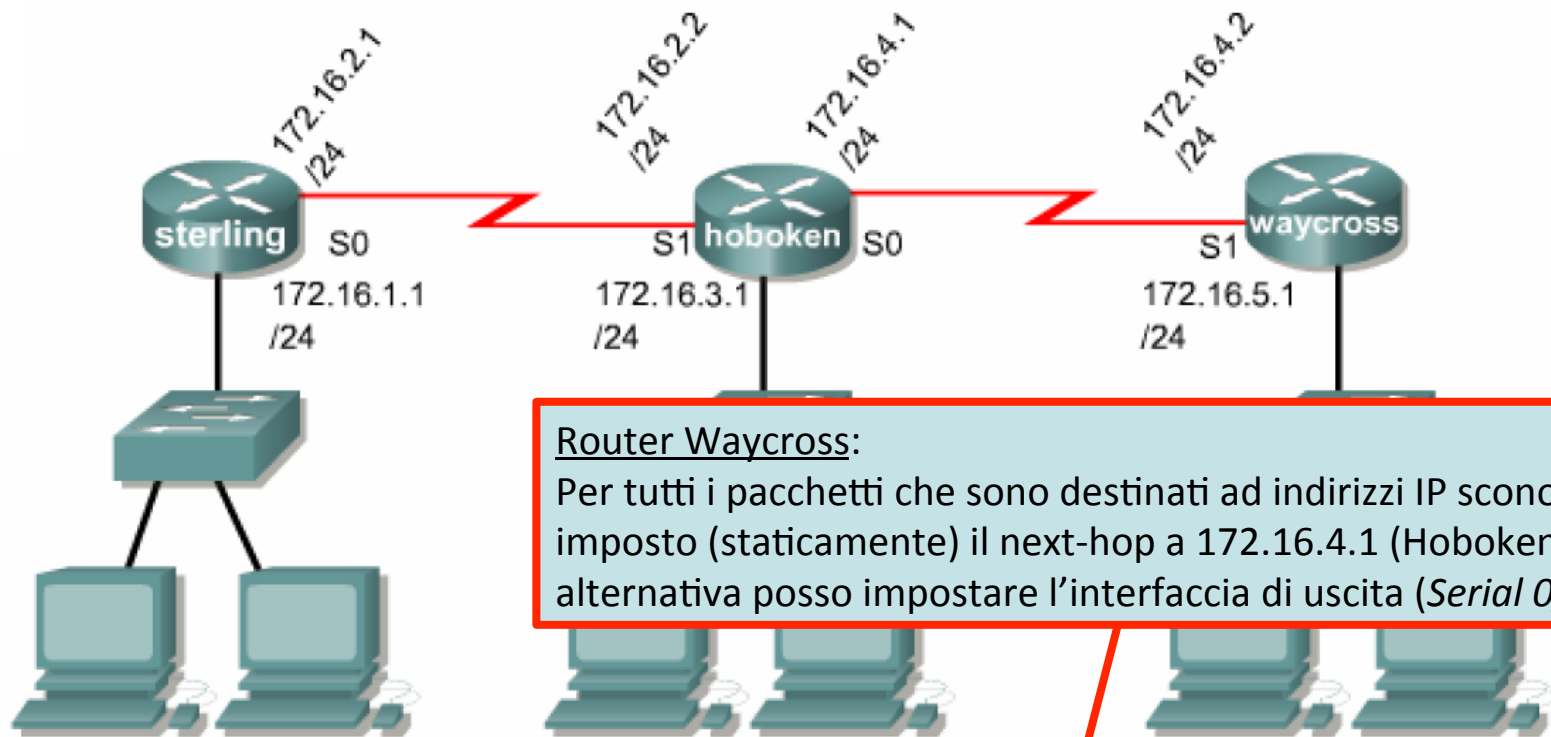 172.16.2.1
/24
172.16.2.2
/24
172.16.4.1
/24
172.16.4.2
/24
sterling
S0
S1
hoboken
S0
S1
waycross
172.16.1.1
/24
172.16.3.1
/24
172.16.5.1
/24
Router Waycross:
Per tutti i pacchetti che sono destinati ad indirizzi IP
imposto (staticamente) il next-hop a 172.16.4.1 (Hoboken
alternativa posso impostare l’interfaccia di uscita (Serial 0